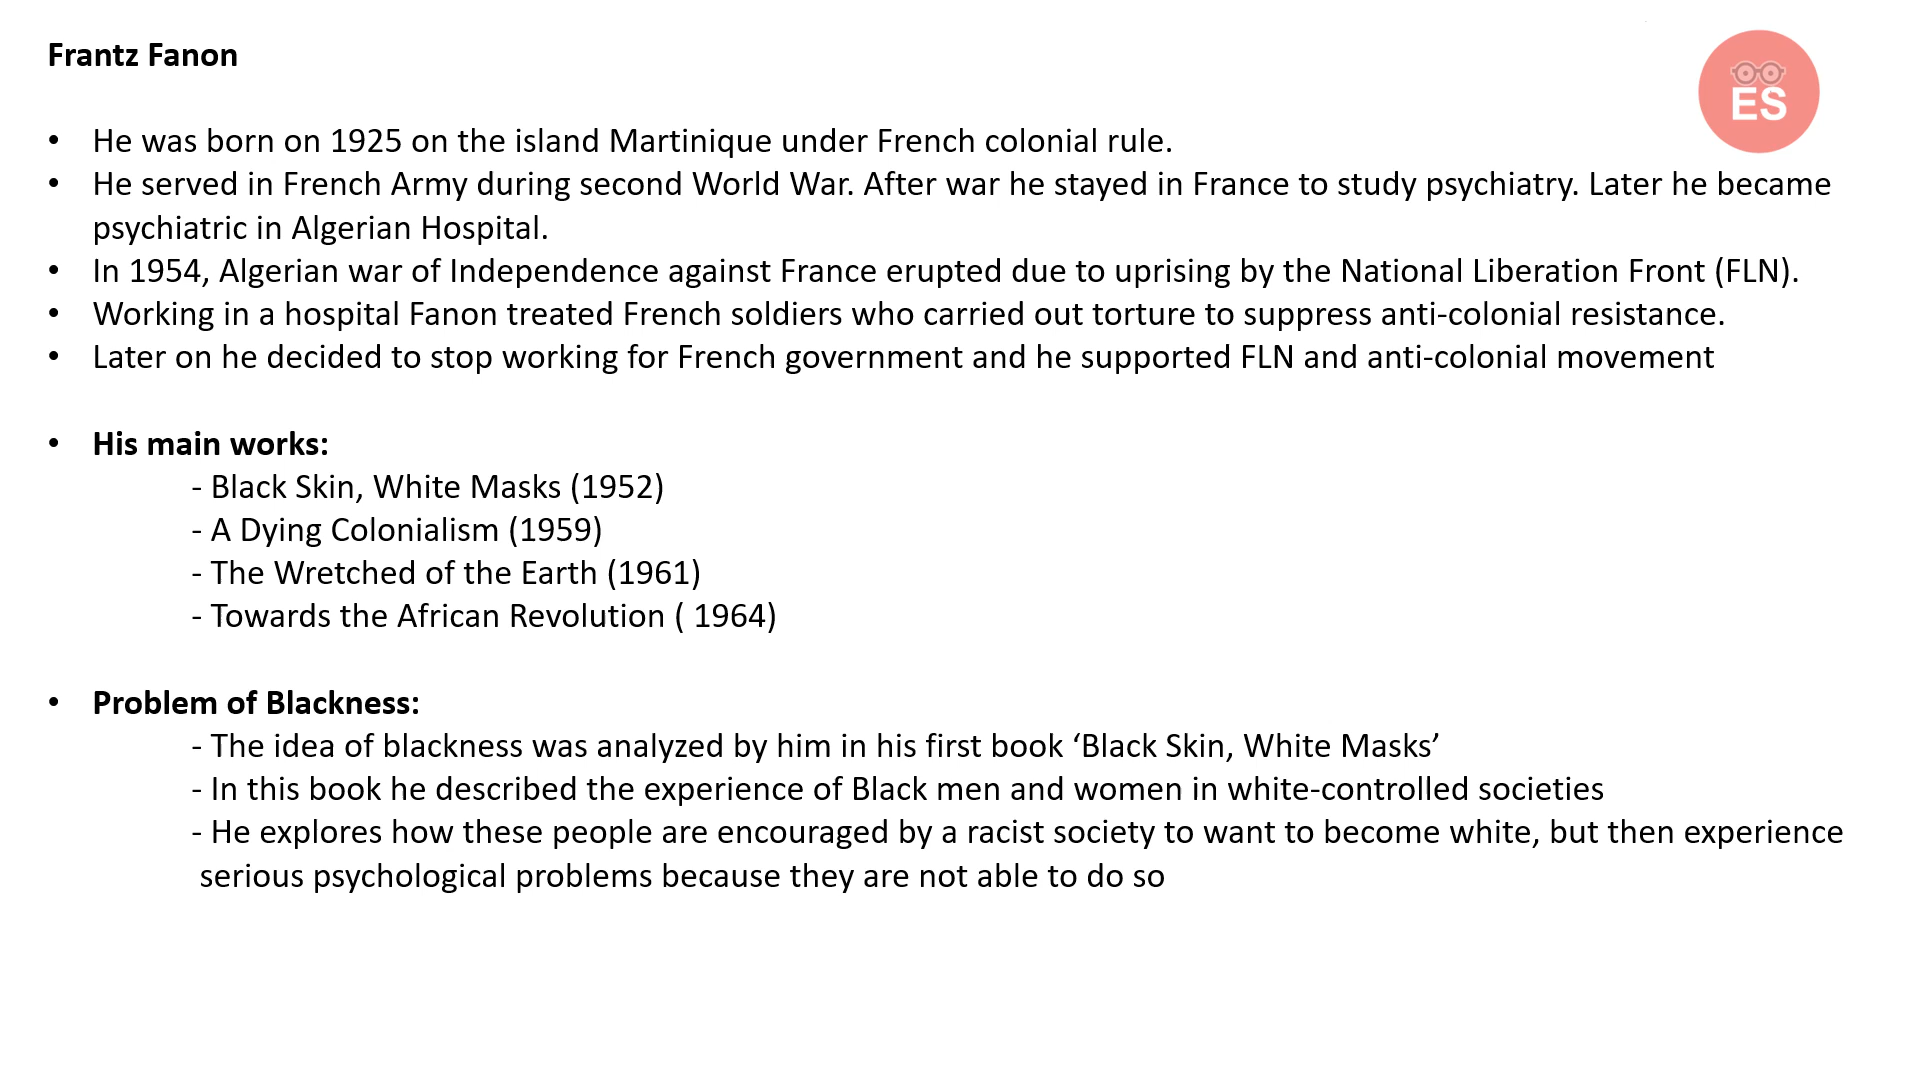 Frantz Fanon
ES
• He was born on 1925 on the island Martinique under French colonial rule.
• He served in French Army during second World War. After war he stayed in France to study psychiatry. Later he became
psychiatric in Algerian Hospital.
• In 1954, Algerian war of Independence against France erupted due to uprising by the National Liberation Front (FLN).
• Working in a hospital Fanon treated French soldiers who carried out torture to suppress anti-colonial resistance.
• Later on he decided to stop working for French government and he supported FLN and anti-colonial movement
• His main works:
- Black Skin, White Masks (1952)
- A Dying Colonialism (1959)
- The Wretched of the Earth (1961)
- Towards the African Revolution ( 1964)
• Problem of Blackness:
- The idea of blackness was analyzed by him in his first book ‘Black Skin, White Masks’
- In this book he described the experience of Black men and women in white-controlled societies
- He explores how these people are encouraged by a racist society to want to become white, but then experience
serious psychological problems because they are not able to do so